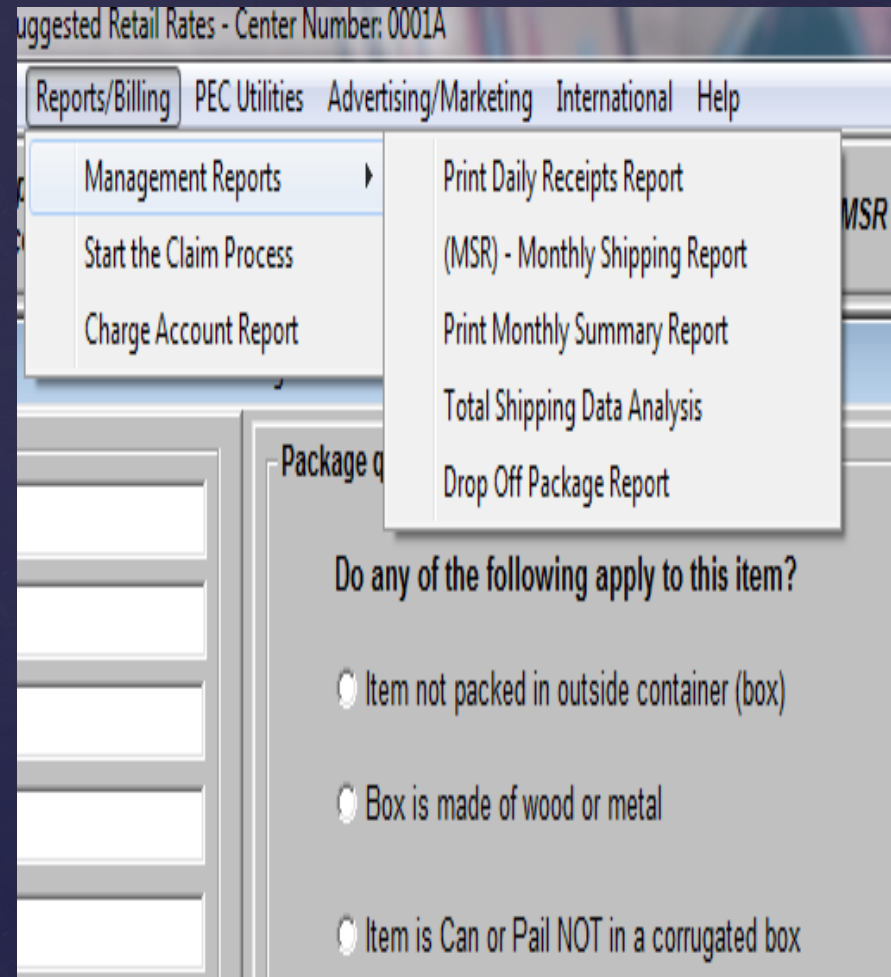 uggested Retail Rates - Center Number: 0001A
Reports/Billing PEC Utilities Advertising/Marketing International Help
Management Reports
Start the Claim Process
Charge Account Report
Print Daily Receipts Report
(MSR) - Monthly Shipping Report
Print Monthly Summary Report
Total Shipping Data Analysis
Drop Off Package Report
MSR
Package q
Do any of the following apply to this item?
Item not packed in outside container (box)
Box is made of wood or metal
Item is Can or Pail NOT in a corrugated box